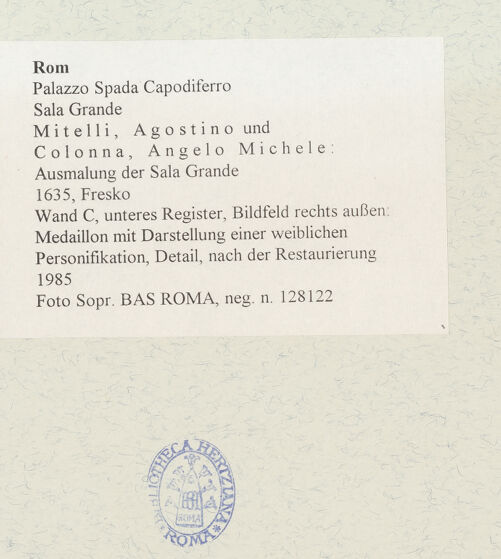 Rom
Palazzo Spada Capodiferro
Sala Grande
Mitelli, Agostino und
Colonna, Angelo Michele:
Ausmalung der Sala Grande
1635, Fresko
Wand C, unteres Register, Bildfeld rechts außen:
Medaillon mit Darstellung einer weiblichen
Personifikation, Detail, nach der Restaurierung
1985
Foto Sopr. BAS ROMA, neg. n. 128122
BIBLIOTHECA HERTZIANA
ROMA
* ROMA *